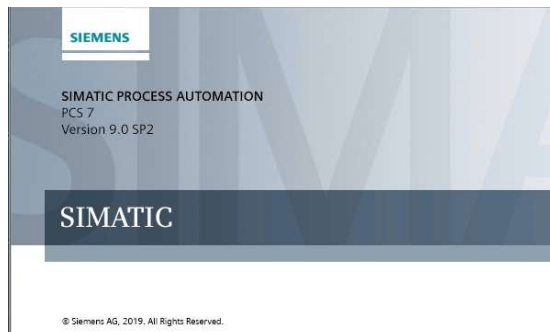 SIEMENS
SIMATIC PROCESS AUTOMATION
PCS 7
Version 9.0 SP2
SIMATIC
© Siemens AG, 2019. All Rights Reserved.